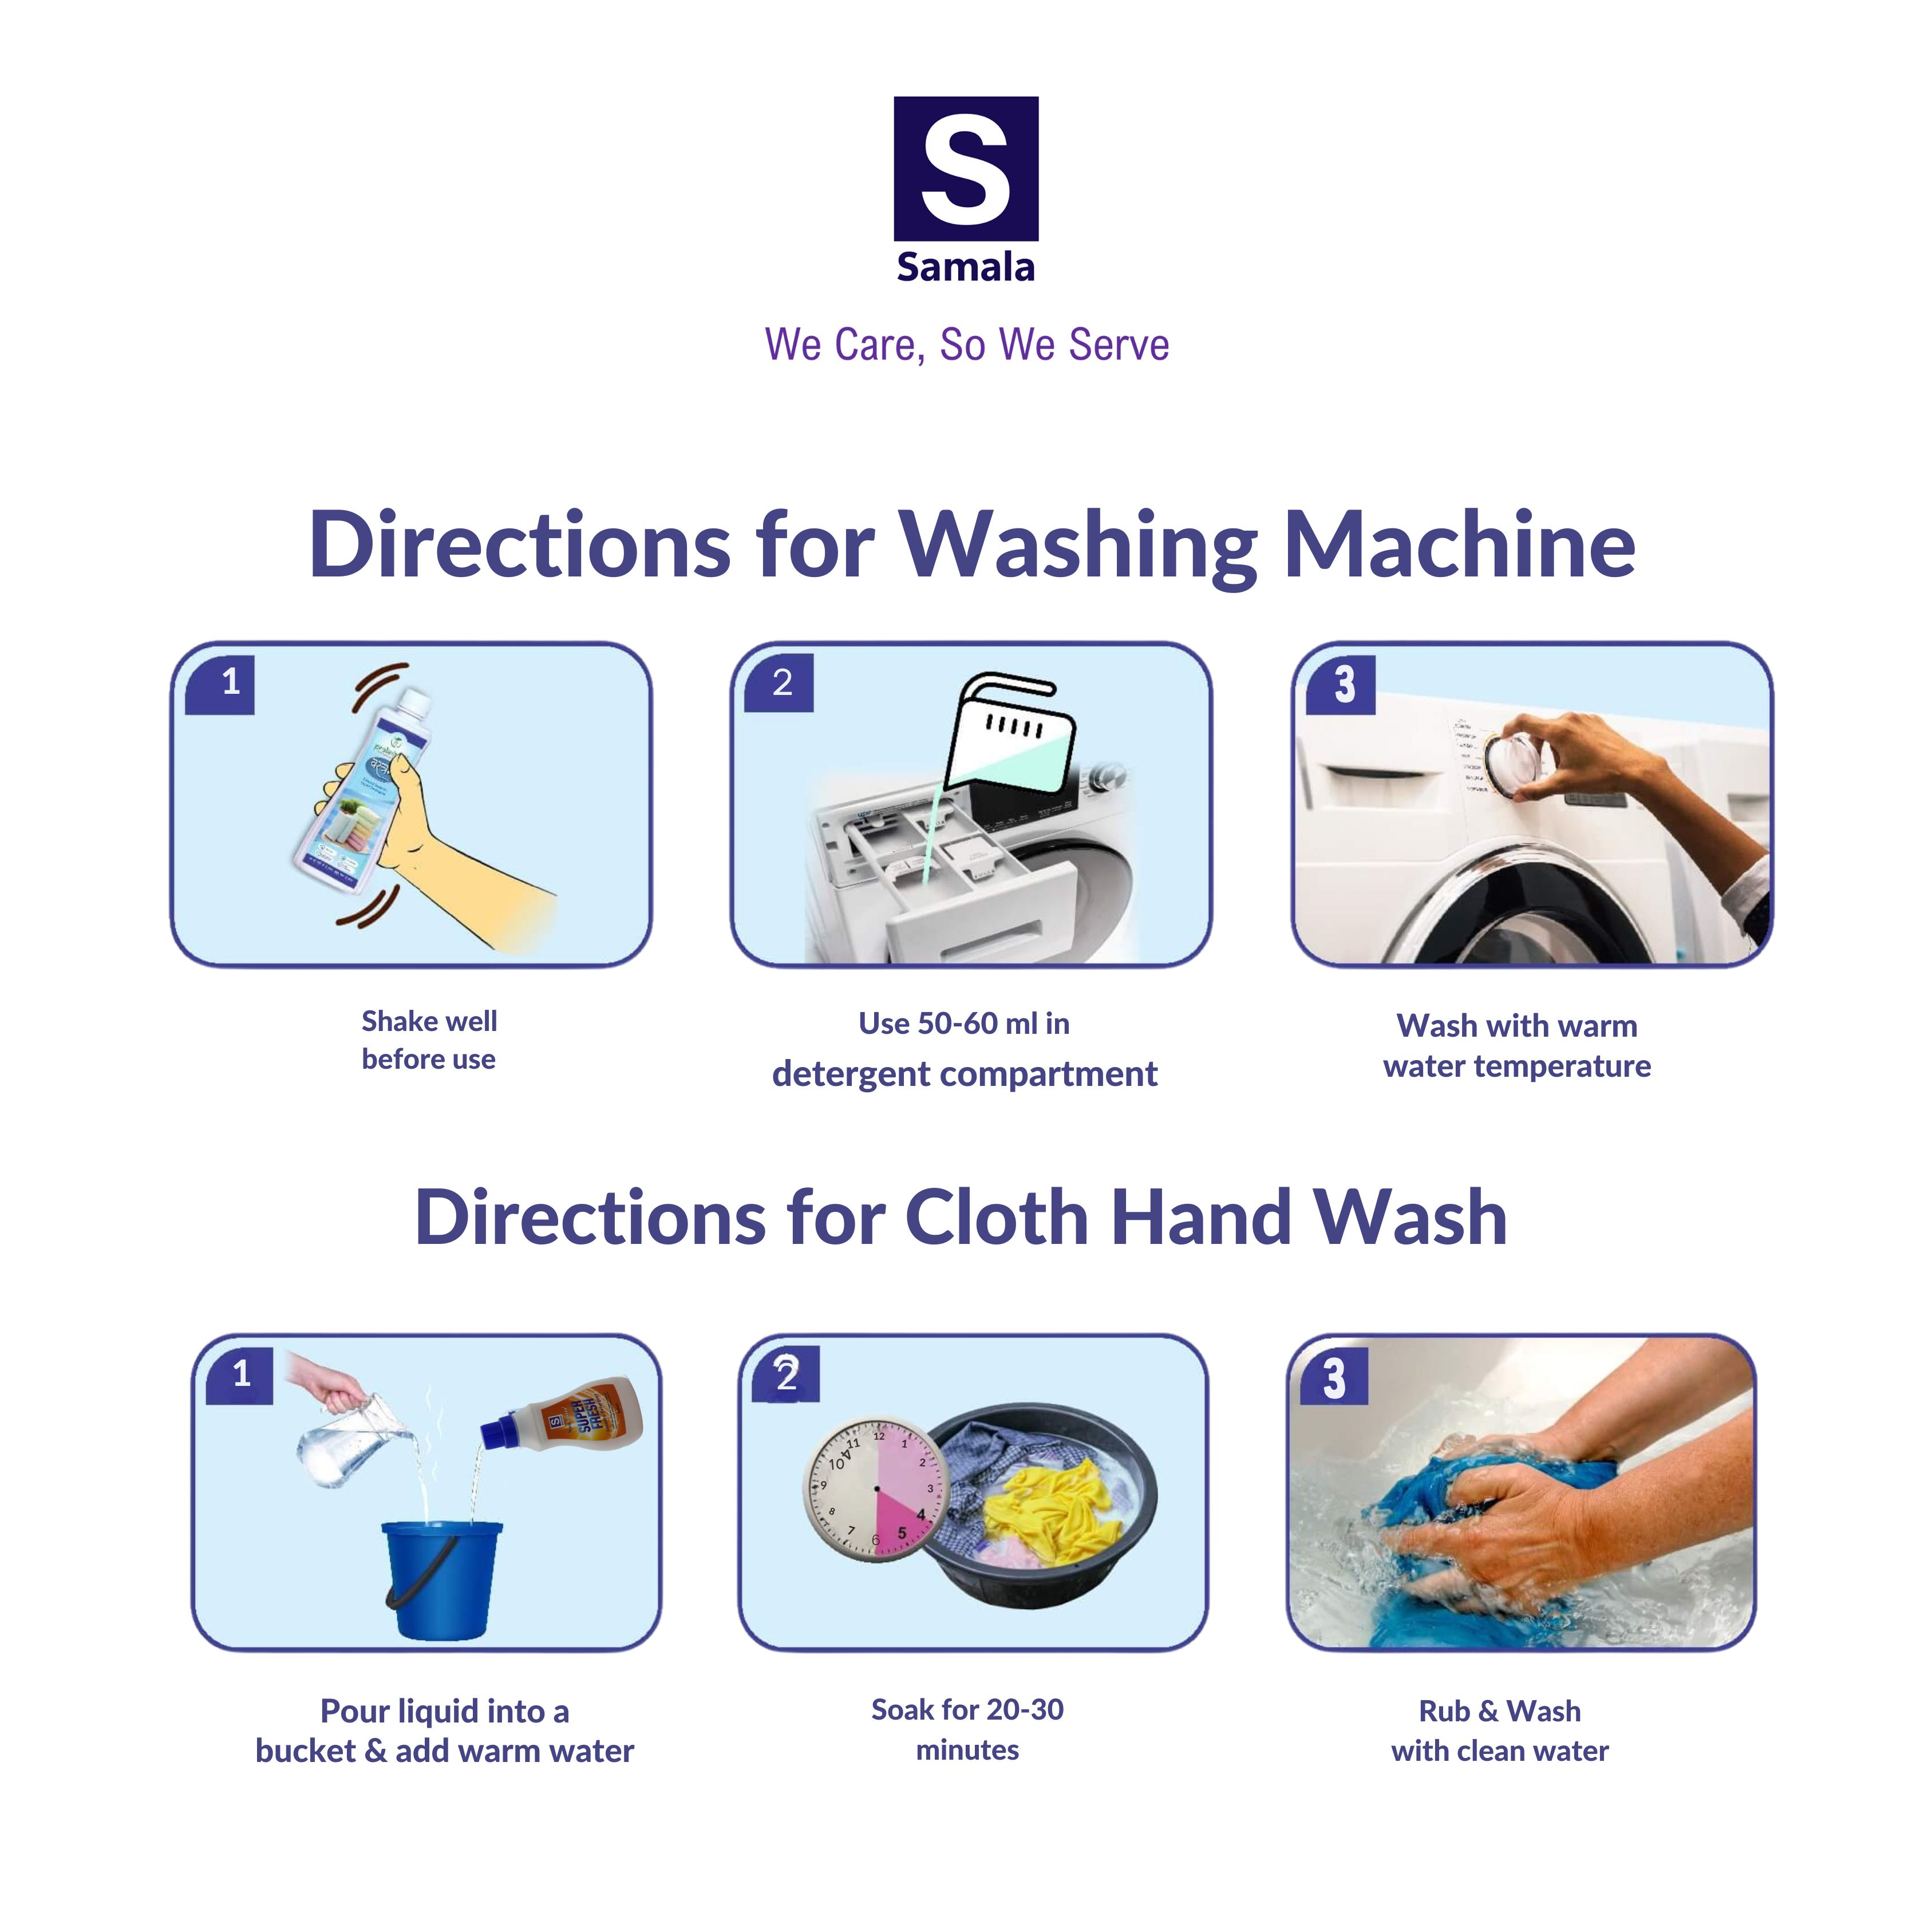 S
Samala
We Care, So We Serve
Directions for Washing Machine
1
2
3
Shake well
before use
Use 50-60 ml in
detergent compartment
Wash with warm
water temperature
Directions for Cloth Hand Wash
1
SUPER
FRESH
2
12
11
1
10
2
9
3
8
4
7
5
6
3
Pour liquid into a
bucket & add warm water
Soak for 20-30
minutes
Rub & Wash
with clean water